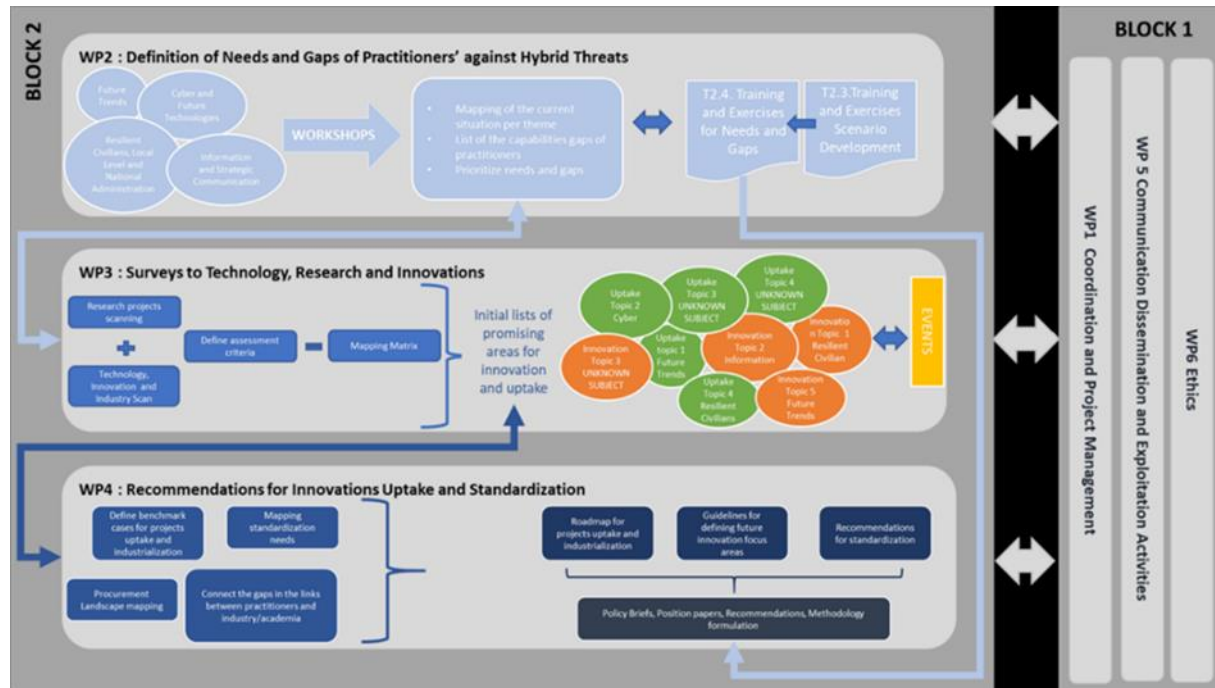 BLOCK 2
WP2 : Definition of Needs and Gaps of Practitioners' against Hybrid Threats
Future
Trends
Cyber and
Future
Technologies
Resilient
Civilians, Local
Level and
National
Administration
Information
and Strategic
Communication
WORKSHOPS
• Mapping of the current
situation per theme
• List of the capabilities gaps of
practitioners
• Prioritize needs and gaps
T2.4. Training
and Exercises
for Needs and
Gaps
T2.3.Training
and Exercises
Scenario
Development
WP3 : Surveys to Technology, Research and Innovations
Research projects
scanning
Technology,
Innovation and
Industry Scan
Define assessment
criteria
Mapping Matrix
Initial lists of
promising
areas for
innovation
and uptake
Uptake
Topic 2
Cyber
Uptake
Topic 3
UNKNOWN
SUBJECT
Uptake
Topic 4
UNKNOWN
SUBJECT
Innovation
Topic 3
UNKNOWN
SUBJECT
Uptake
topic 1
Future
Trends
Innovation
Topic 2
Information
Innovatio
n Topic 1
Resilient
Civilian
Uptake
Topic 4
Resilient
Civilians
Innovation
Topic 5
Future
Trends
EVENTS
WP4 : Recommendations for Innovations Uptake and Standardization
Define benchmark
cases for projects
uptake and
industrialization
Mapping
standardization
needs
Procurement
Landscape mapping
Connect the gaps in the links
between practitioners and
industry/academia
Roadmap for
projects uptake and
industrialization
Guidelines for
defining future
innovation focus
areas
Recommendations
for standardization
Policy Briefs, Position papers, Recommendations, Methodology
formulation
BLOCK 1
WP1 Coordination and Project Management
WP 5 Communication Dissemination and Exploitation Activities
WP6 Ethics